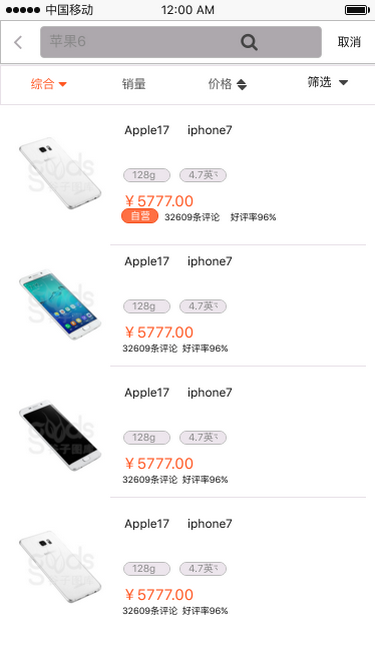 中国移动 12:00 AM
苹果6 取消
综合 销量 价格 筛选
Apple17 iphone7
128g 4.7英寸
¥5777.00
自营 32609条评论 好评率96%
Apple17 iphone7
128g 4.7英寸
¥5777.00
32609条评论 好评率96%
Apple17 iphone7
128g 4.7英寸
¥5777.00
32609条评论 好评率96%
Apple17 iphone7
128g 4.7英寸
¥5777.00
32609条评论 好评率96%